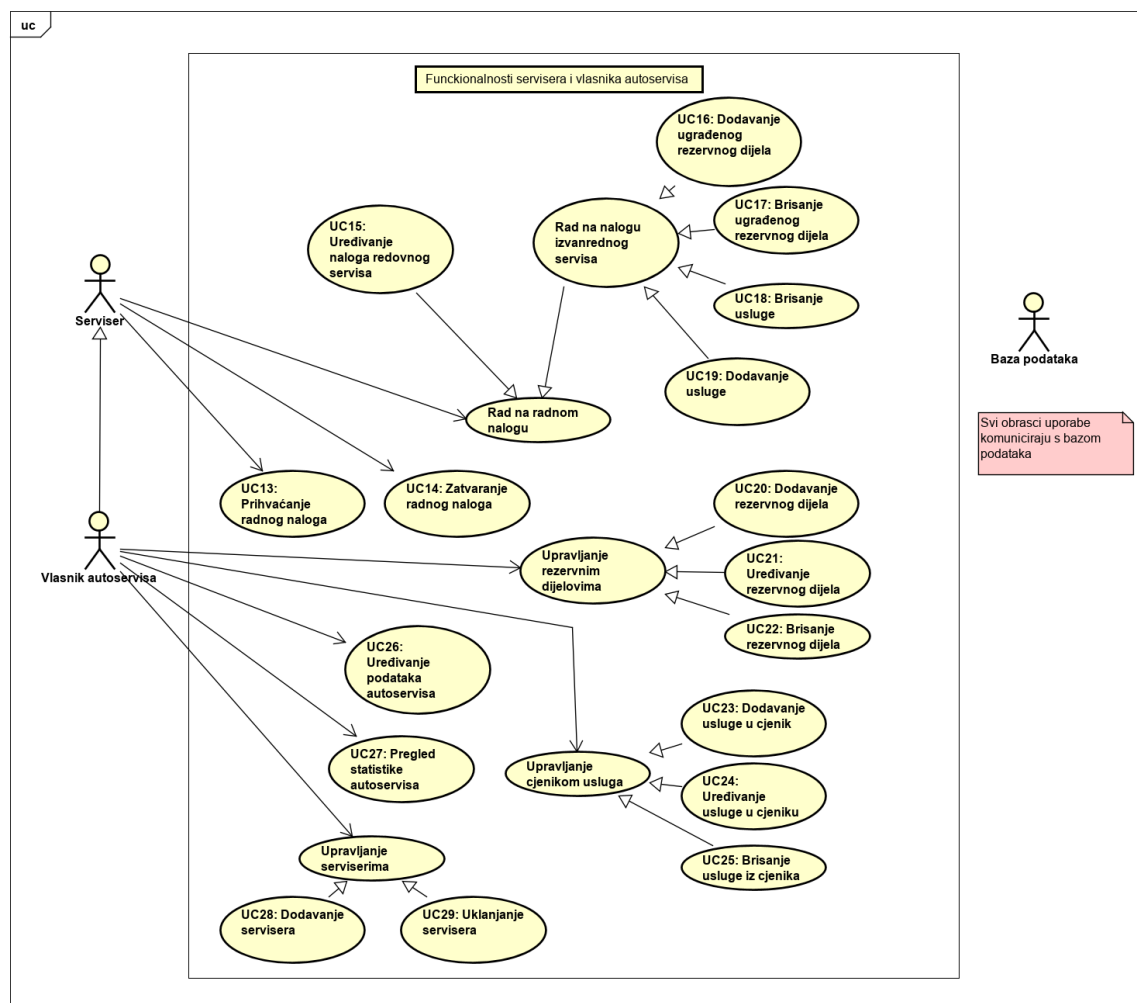 uc
Funckionalnosti servisera i vlasnika autoservisa
UC16: Dodavanje
ugrađenog
rezervnog dijela
UC17: Brisanje
ugrađenog
rezervnog dijela
UC15:
Uređivanje
naloga redovnog
servisa
Rad na nalogu
izvanrednog
servisa
UC18: Brisanje
usluge
Serviser
Baza podataka
UC19: Dodavanje
usluge
Rad na radnom
nalogu
Svi obrasci uporabe
komuniciraju s bazom
podataka
UC13:
Prihvaćanje
radnog naloga
UC14: Zatvaranje
radnog naloga
UC20: Dodavanje
rezervnog dijela
Vlasnik autoservisa
Upravljanje
rezervnim
dijelovima
UC21:
Uređivanje
rezervnog dijela
UC22: Brisanje
rezervnog dijela
UC26:
Uređivanje
podataka
autoservisa
UC23: Dodavanje
usluge u cjenik
UC27: Pregled
statistike
autoservisa
Upravljanje
cjenikom usluga
UC24:
Uređivanje
usluge u cjeniku
Upravljanje
serviserima
UC25: Brisanje
usluge iz cjenika
UC28: Dodavanje
servisera
UC29: Uklanjanje
servisera